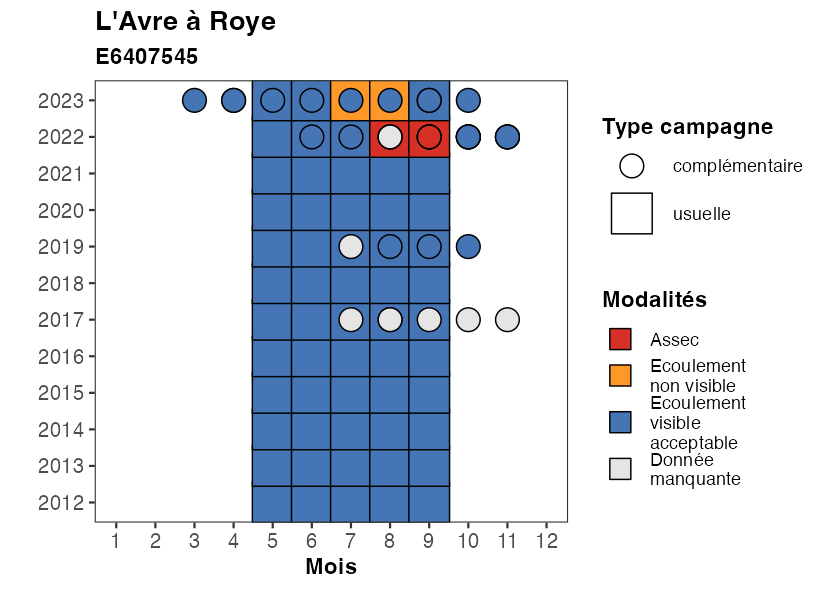 L'Avre à Roye
E6407545
2023
2022
2021
2020
2019
2018
2017
2016
2015
2014
2013
2012
1 2 3 4 5 6 7 8 9 10 11 12
Mois
Type campagne
complémentaire
usuelle
Modalités
Assec
Ecoulement
non visible
Ecoulement
visible
acceptable
Donnée
manquante